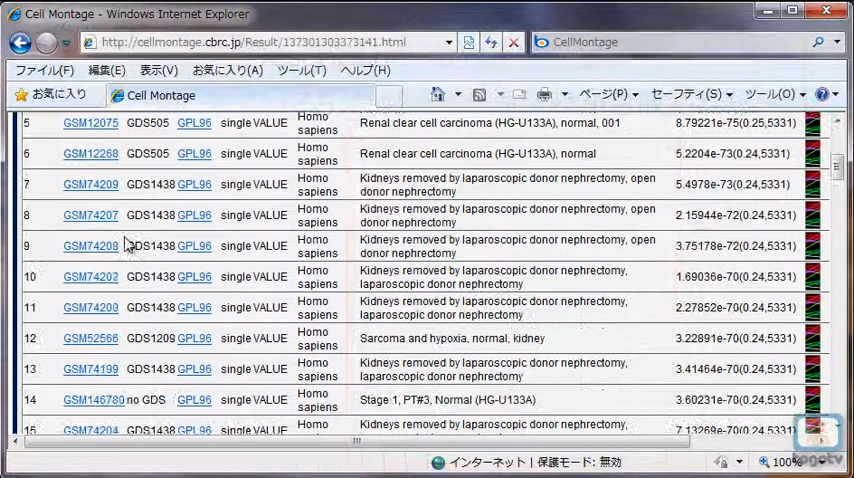 Cell Montage - Windows Internet Explorer
http://cellmontage.cbrc.jp/Result/137301303373141.html
CellMontage
ファイル(F) 編集(E) 表示(V) お気に入り(A) ツール(T) ヘルプ(H)
お気に入り Cell Montage ページ(P) セーフティ(S) ツール(O)
5 GSM12075 GDS505 GPL96 single VALUE Homo sapiens Renal clear cell carcinoma (HG-U133A), normal, 001 8.79221e-75(0.25,5331)
6 GSM12268 GDS505 GPL96 single VALUE Homo sapiens Renal clear cell carcinoma (HG-U133A), normal 5.2204e-73(0.24,5331)
7 GSM74209 GDS1438 GPL96 single VALUE Homo sapiens Kidneys removed by laparoscopic donor nephrectomy, open donor nephrectomy 5.4978e-73(0.24,5331)
8 GSM74207 GDS1438 GPL96 single VALUE Homo sapiens Kidneys removed by laparoscopic donor nephrectomy, open donor nephrectomy 2.15944e-72(0.24,5331)
9 GSM74208 GDS1438 GPL96 single VALUE Homo sapiens Kidneys removed by laparoscopic donor nephrectomy, open donor nephrectomy 3.75178e-72(0.24,5331)
10 GSM74202 GDS1438 GPL96 single VALUE Homo sapiens Kidneys removed by laparoscopic donor nephrectomy, laparoscopic donor nephrectomy 1.69036e-70(0.24,5331)
11 GSM74200 GDS1438 GPL96 single VALUE Homo sapiens Kidneys removed by laparoscopic donor nephrectomy, laparoscopic donor nephrectomy 2.27852e-70(0.24,5331)
12 GSM52566 GDS1209 GPL96 single VALUE Homo sapiens Sarcoma and hypoxia, normal, kidney 3.22891e-70(0.24,5331)
13 GSM74199 GDS1438 GPL96 single VALUE Homo sapiens Kidneys removed by laparoscopic donor nephrectomy, laparoscopic donor nephrectomy 3.41464e-70(0.24,5331)
14 GSM146780 no GDS GPL96 single VALUE Homo sapiens Stage 1, PT#3, Normal (HG-U133A) 3.60231e-70(0.24,5331)
15 GSM74204 GDS1438 GPL96 single VALUE Homo Kidneys removed by laparoscopic donor nephrectomy, 7.13269e-70(0.24,5331)
インターネット | 保護モード: 無効 100%
togotv